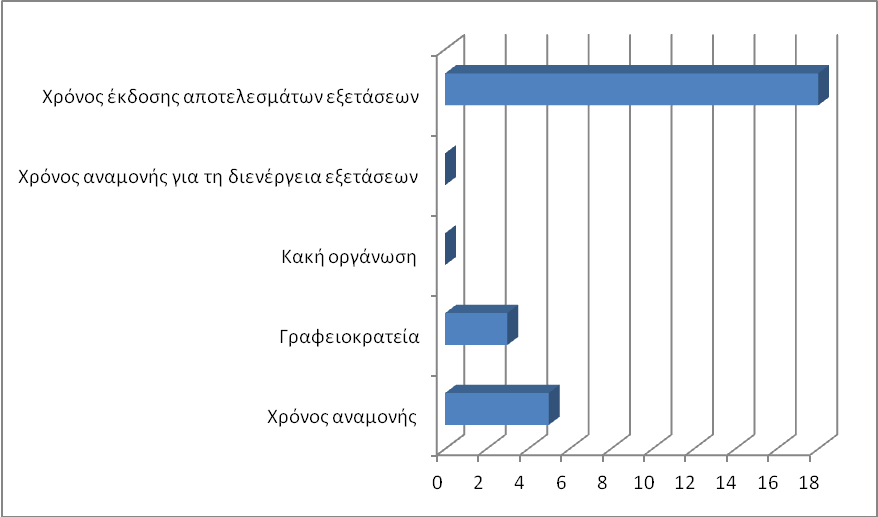 Χρόνος έκδοσης αποτελεσμάτων εξετάσεων
Χρόνος αναμονής για τη διενέργεια εξετάσεων
Κακή οργάνωση
Γραφειοκρατεία
Χρόνος αναμονής
0 2 4 6 8 10 12 14 16 18